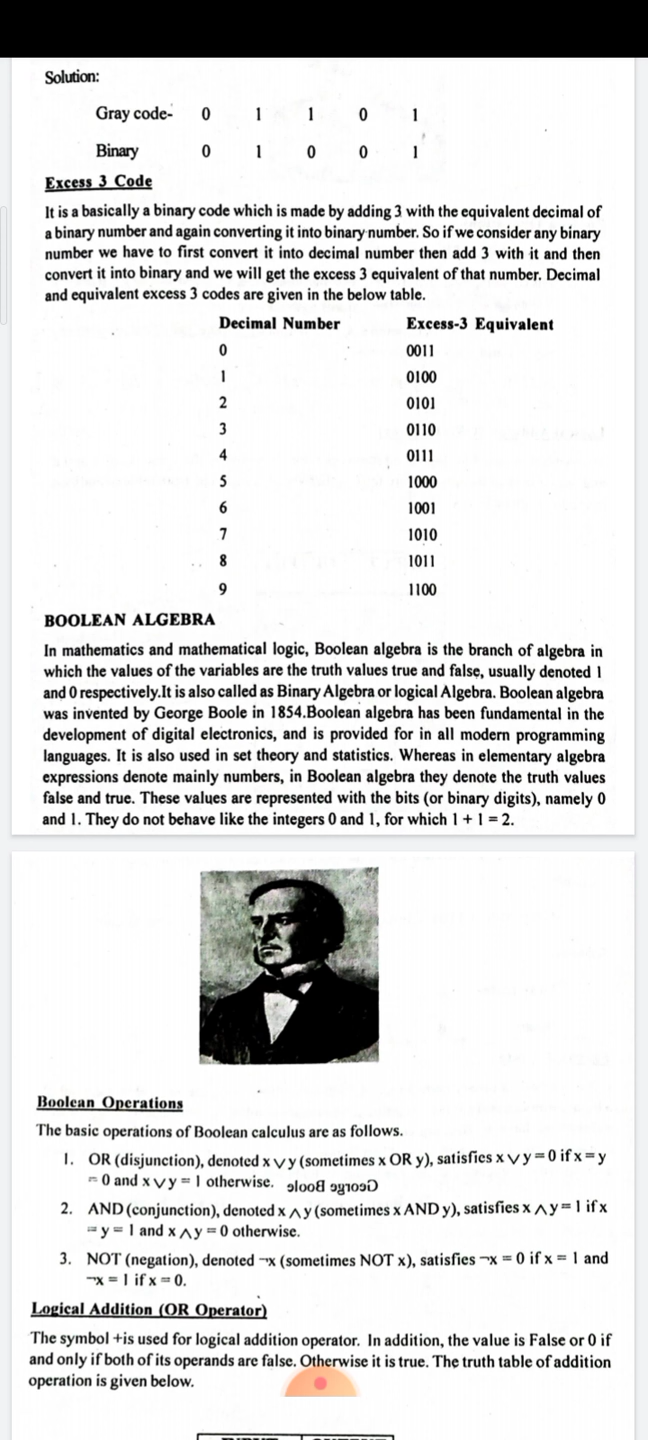 Solution:
Gray code- 0 1 1 0 1
Binary 0 1 0 0 1
Excess 3 Code
It is a basically a binary code which is made by adding 3 with the equivalent decimal of
a binary number and again converting it into binary number. So if we consider any binary
number we have to first convert it into decimal number then add 3 with it and then
convert it into binary and we will get the excess 3 equivalent of that number. Decimal
and equivalent excess 3 codes are given in the below table.
Decimal Number Excess-3 Equivalent
0 0011
1 0100
2 0101
3 0110
4 0111
5 1000
6 1001
7 1010
8 1011
9 1100
BOOLEAN ALGEBRA
In mathematics and mathematical logic, Boolean algebra is the branch of algebra in
which the values of the variables are the truth values true and false, usually denoted 1
and 0 respectively.It is also called as Binary Algebra or logical Algebra. Boolean algebra
was invented by George Boole in 1854.Boolean algebra has been fundamental in the
development of digital electronics, and is provided for in all modern programming
languages. It is also used in set theory and statistics. Whereas in elementary algebra
expressions denote mainly numbers, in Boolean algebra they denote the truth values
false and true. These values are represented with the bits (or binary digits), namely 0
and 1. They do not behave like the integers 0 and 1, for which 1 + 1 = 2.
Boolean Operations
The basic operations of Boolean calculus are as follows.
1. OR (disjunction), denoted x ∨ y (sometimes x OR y), satisfies x ∨ y = 0 if x = y
= 0 and x ∨ y = 1 otherwise. George Boole
2. AND (conjunction), denoted x ∧ y (sometimes x AND y), satisfies x ∧ y = 1 if x
= y = 1 and x ∧ y = 0 otherwise.
3. NOT (negation), denoted ¬x (sometimes NOT x), satisfies ¬x = 0 if x = 1 and
¬x = 1 if x = 0.
Logical Addition (OR Operator)
The symbol +is used for logical addition operator. In addition, the value is False or 0 if
and only if both of its operands are false. Otherwise it is true. The truth table of addition
operation is given below.